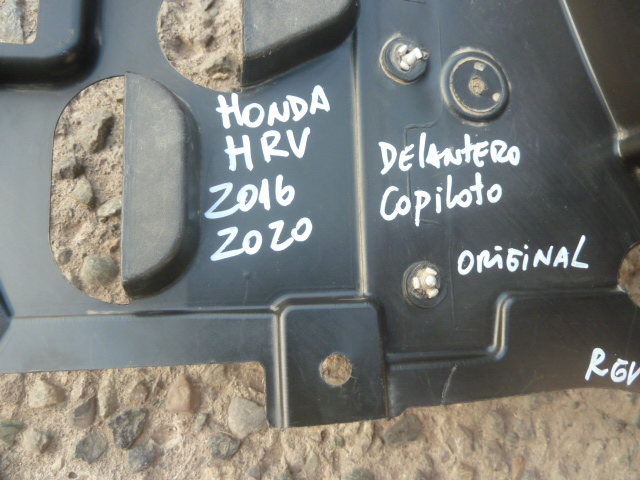 HONDA
HRV
2016
2020
DElANTERO
CopiloTo
ORIGINAL